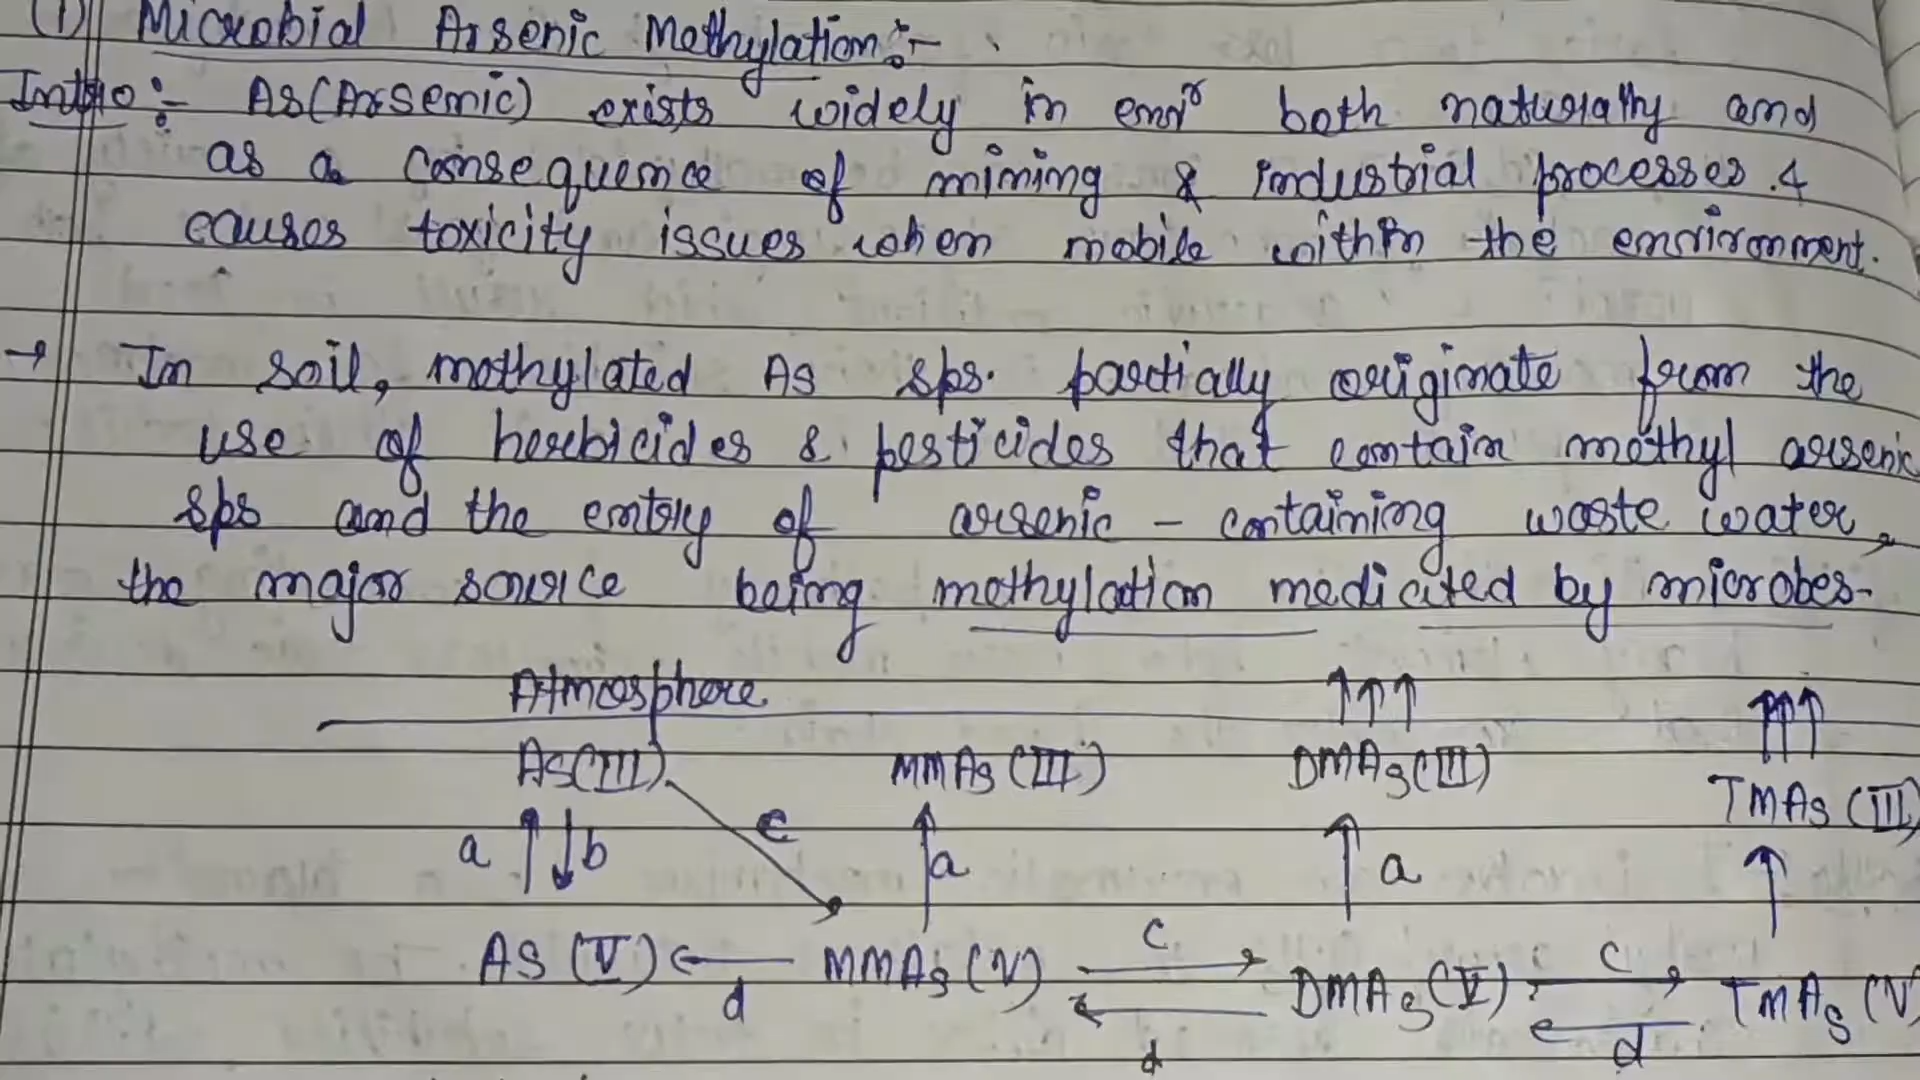 (1) Microbial Arsenic Methylation :-
Intro :- As(Arsenic) exists widely in envr both naturally and
as a consequence of mining & industrial processes. &
causes toxicity issues when mobile within the environment.
→ In soil, methylated As sps. partially originate from the
use of herbicides & pesticides that contain methyl arsenic
sps and the entry of arsenic - containing waste water,
the major source being methylation medicated by microbes-
Atmosphere ↑↑↑ ↑↑↑
As(III) MMAs (III) DMAs(III) TMAs (III)
a ↑ ↓ b c ↑ a ↑ a ↑
As (V) ← d MMAs (V) c → ← d DMAs (V) c → ← d TMAs (V)